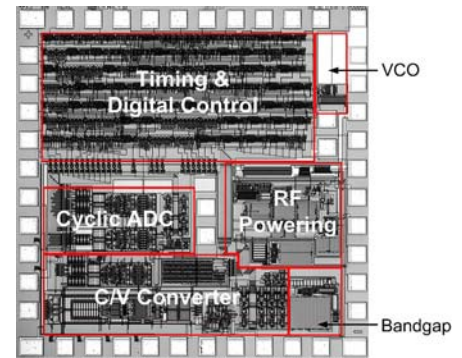 Timing &
Digital Control
VCO
Cyclic ADC
RF
Powering
C/V Converter
Bandgap